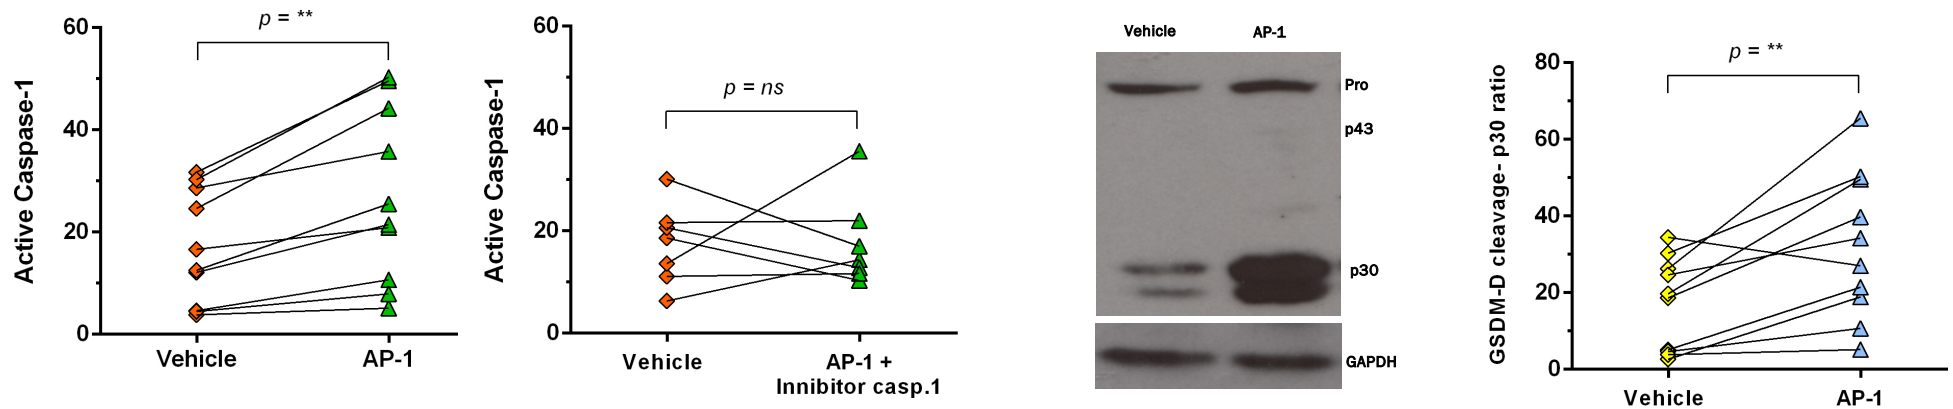 p = **
60
40
20
0
Active Caspase-1
Vehicle
AP-1
p = ns
60
40
20
0
Active Caspase-1
Vehicle
AP-1 +
Innibitor casp.1
Vehicle
AP-1
Pro
p43
p30
GAPDH
p = **
80
60
40
20
0
GSDM-D cleavage- p30 ratio
Vehicle
AP-1